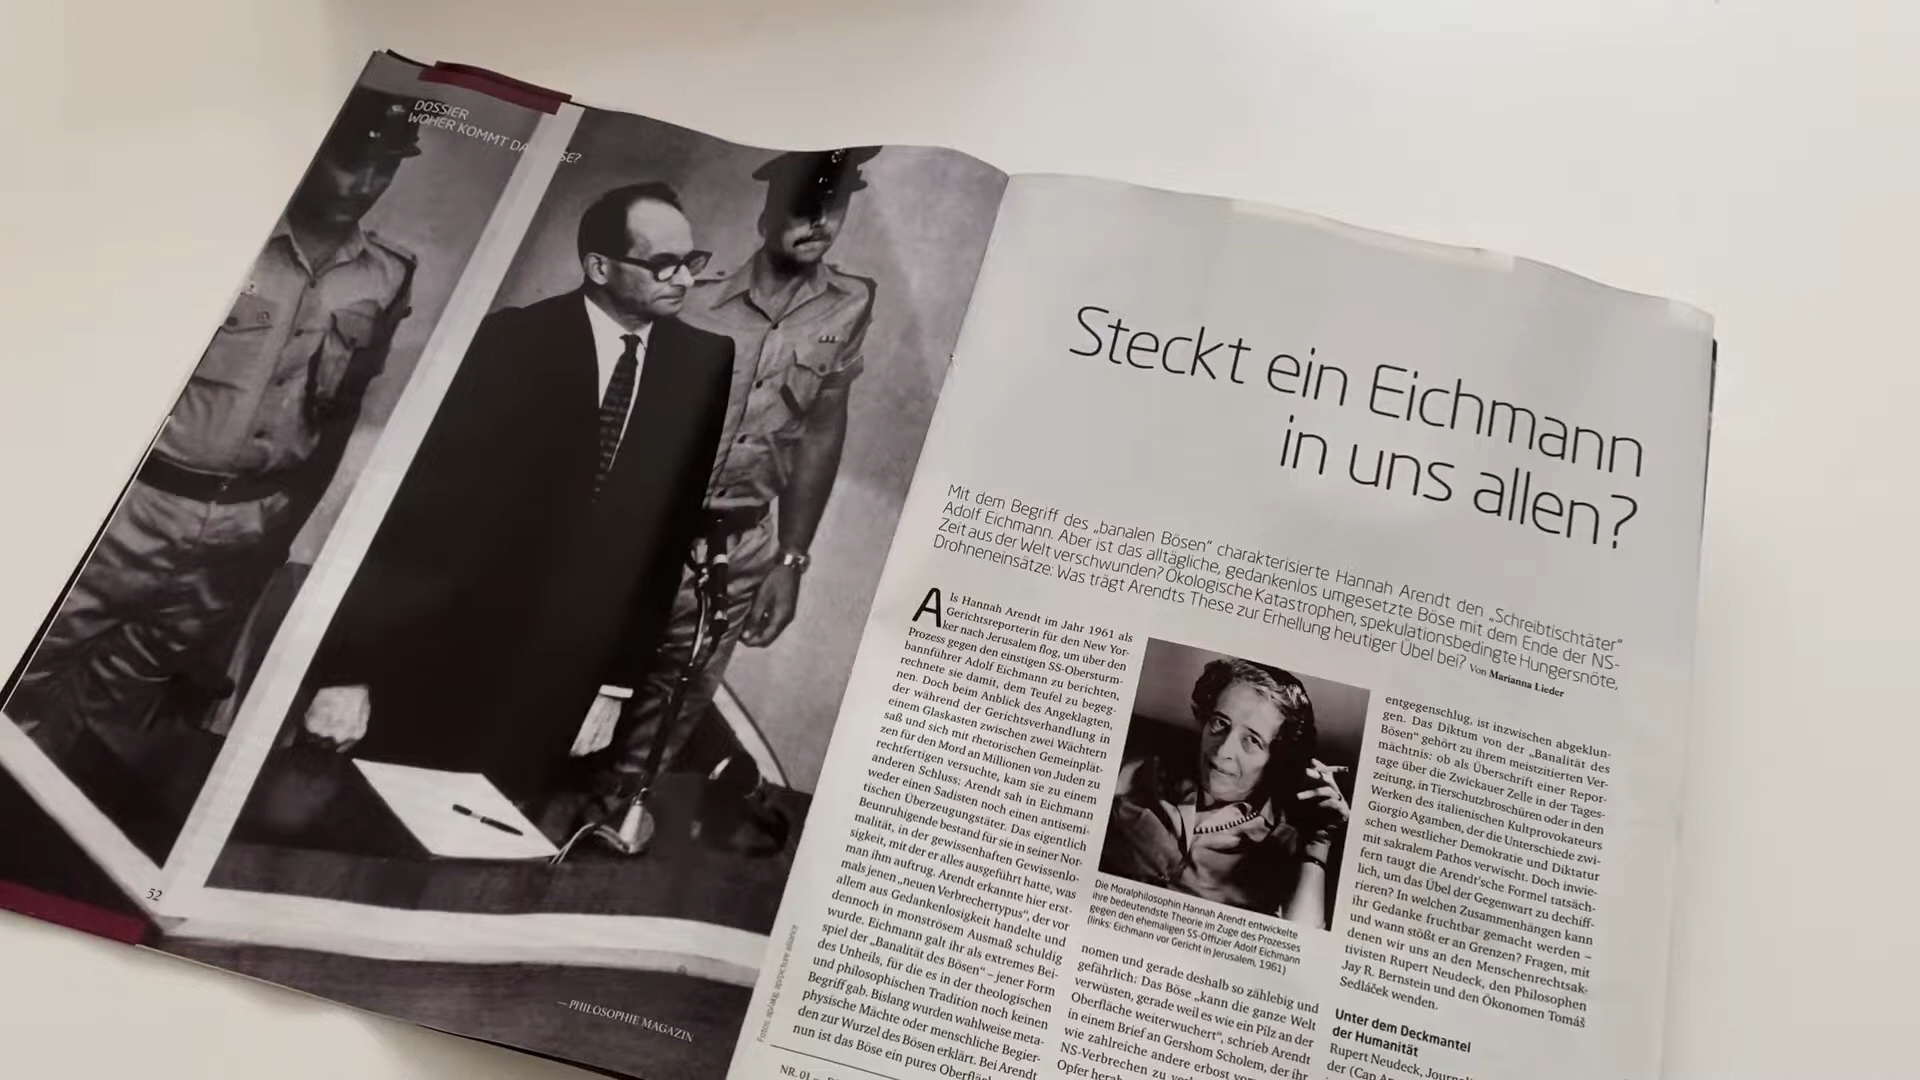 DOSSIER
WOHER KOMMT DA SE?
52
— PHILOSOPHIE MAGAZIN
Steckt ein Eichmann
in uns allen?
Mit dem Begriff des „banalen Bösen“ charakterisierte Hannah Arendt den „Schreibtischtäter“
Adolf Eichmann. Aber ist das alltägliche, gedankenlos umgesetzte Böse mit dem Ende der NS-
Zeit aus der Welt verschwunden? Ökologische Katastrophen, spekulationsbedingte Hungersnöte,
Drohneneinsätze: Was trägt Arendts These zur Erhellung heutiger Übel bei? Von Marianna Lieder
Als Hannah Arendt im Jahr 1961 als
Gerichtsreporterin für den New Yor-
ker nach Jerusalem flog, um über den
Prozess gegen den einstigen SS-Obersturm-
bannführer Adolf Eichmann zu berichten,
rechnete sie damit, dem Teufel zu begeg-
nen. Doch beim Anblick des Angeklagten,
der während der Gerichtsverhandlung in
einem Glaskasten zwischen zwei Wächtern
saß und sich mit rhetorischen Gemeinplät-
zen für den Mord an Millionen von Juden zu
rechtfertigen versuchte, kam sie zu einem
anderen Schluss: Arendt sah in Eichmann
weder einen Sadisten noch einen antisemi-
tischen Überzeugungstäter. Das eigentlich
Beunruhigende bestand für sie in seiner Nor-
malität, in der gewissenhaften Gewissenlo-
sigkeit, mit der er alles ausgeführt hatte, was
man ihm auftrug. Arendt erkannte hier erst-
mals jenen „neuen Verbrechertypus“, der vor
allem aus Gedankenlosigkeit handelte und
dennoch in monströsem Ausmaß schuldig
wurde. Eichmann galt ihr als extremes Bei-
spiel der „Banalität des Bösen“ – jener Form
des Unheils, für die es in der theologischen
und philosophischen Tradition noch keinen
Begriff gab. Bislang wurden wahlweise meta-
physische Mächte oder menschliche Begier-
den zur Wurzel des Bösen erklärt. Bei Arendt
nun ist das Böse ein pures
Die Moralphilosophin Hannah Arendt entwickelte
ihre bedeutendste Theorie im Zuge des Prozesses
gegen den ehemaligen SS-Offizier Adolf Eichmann
(links: Eichmann vor Gericht in Jerusalem, 1961)
nomen und gerade deshalb so zählebig und
gefährlich: Das Böse „kann die ganze Welt
verwüsten, gerade weil es wie ein Pilz an der
Oberfläche weiterwuchert“, schrieb Arendt
in einem Brief an Gershom Scholem, der ihr
wie zahlreiche andere erbost
NS-Verbrechen zu
Opfer
entgegenschlug, ist inzwischen abgeklun-
gen. Das Diktum von der „Banalität des
Bösen“ gehört zu ihrem meistzitierten Ver-
mächtnis: ob als Überschrift einer Repor-
tage über die Zwickauer Zelle in der Tages-
zeitung, in Tierschutzbroschüren oder in den
Werken des italienischen Kultprovokateurs
Giorgio Agamben, der die Unterschiede zwi-
schen westlicher Demokratie und Diktatur
mit sakralem Pathos verwischt. Doch inwie-
fern taugt die Arendt’sche Formel tatsäch-
lich, um das Übel der Gegenwart zu dechiff-
rieren? In welchen Zusammenhängen kann
ihr Gedanke fruchtbar gemacht werden –
und wann stößt er an Grenzen? Fragen, mit
denen wir uns an den Menschenrechtsak-
tivisten Rupert Neudeck, den Philosophen
Jay R. Bernstein und den Ökonomen Tomáš
Sedláček wenden.
Unter dem Deckmantel
der Humanität
Rupert Neudeck,
der (Cap
Fotos: ap/akg; ap/picture alliance
NR. 01 —